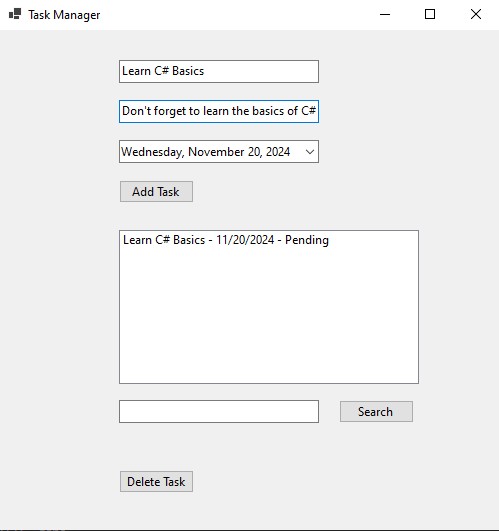 Task Manager
Learn C# Basics
Don't forget to learn the basics of C#
Wednesday, November 20, 2024
Add Task
Learn C# Basics - 11/20/2024 - Pending
Search
Delete Task